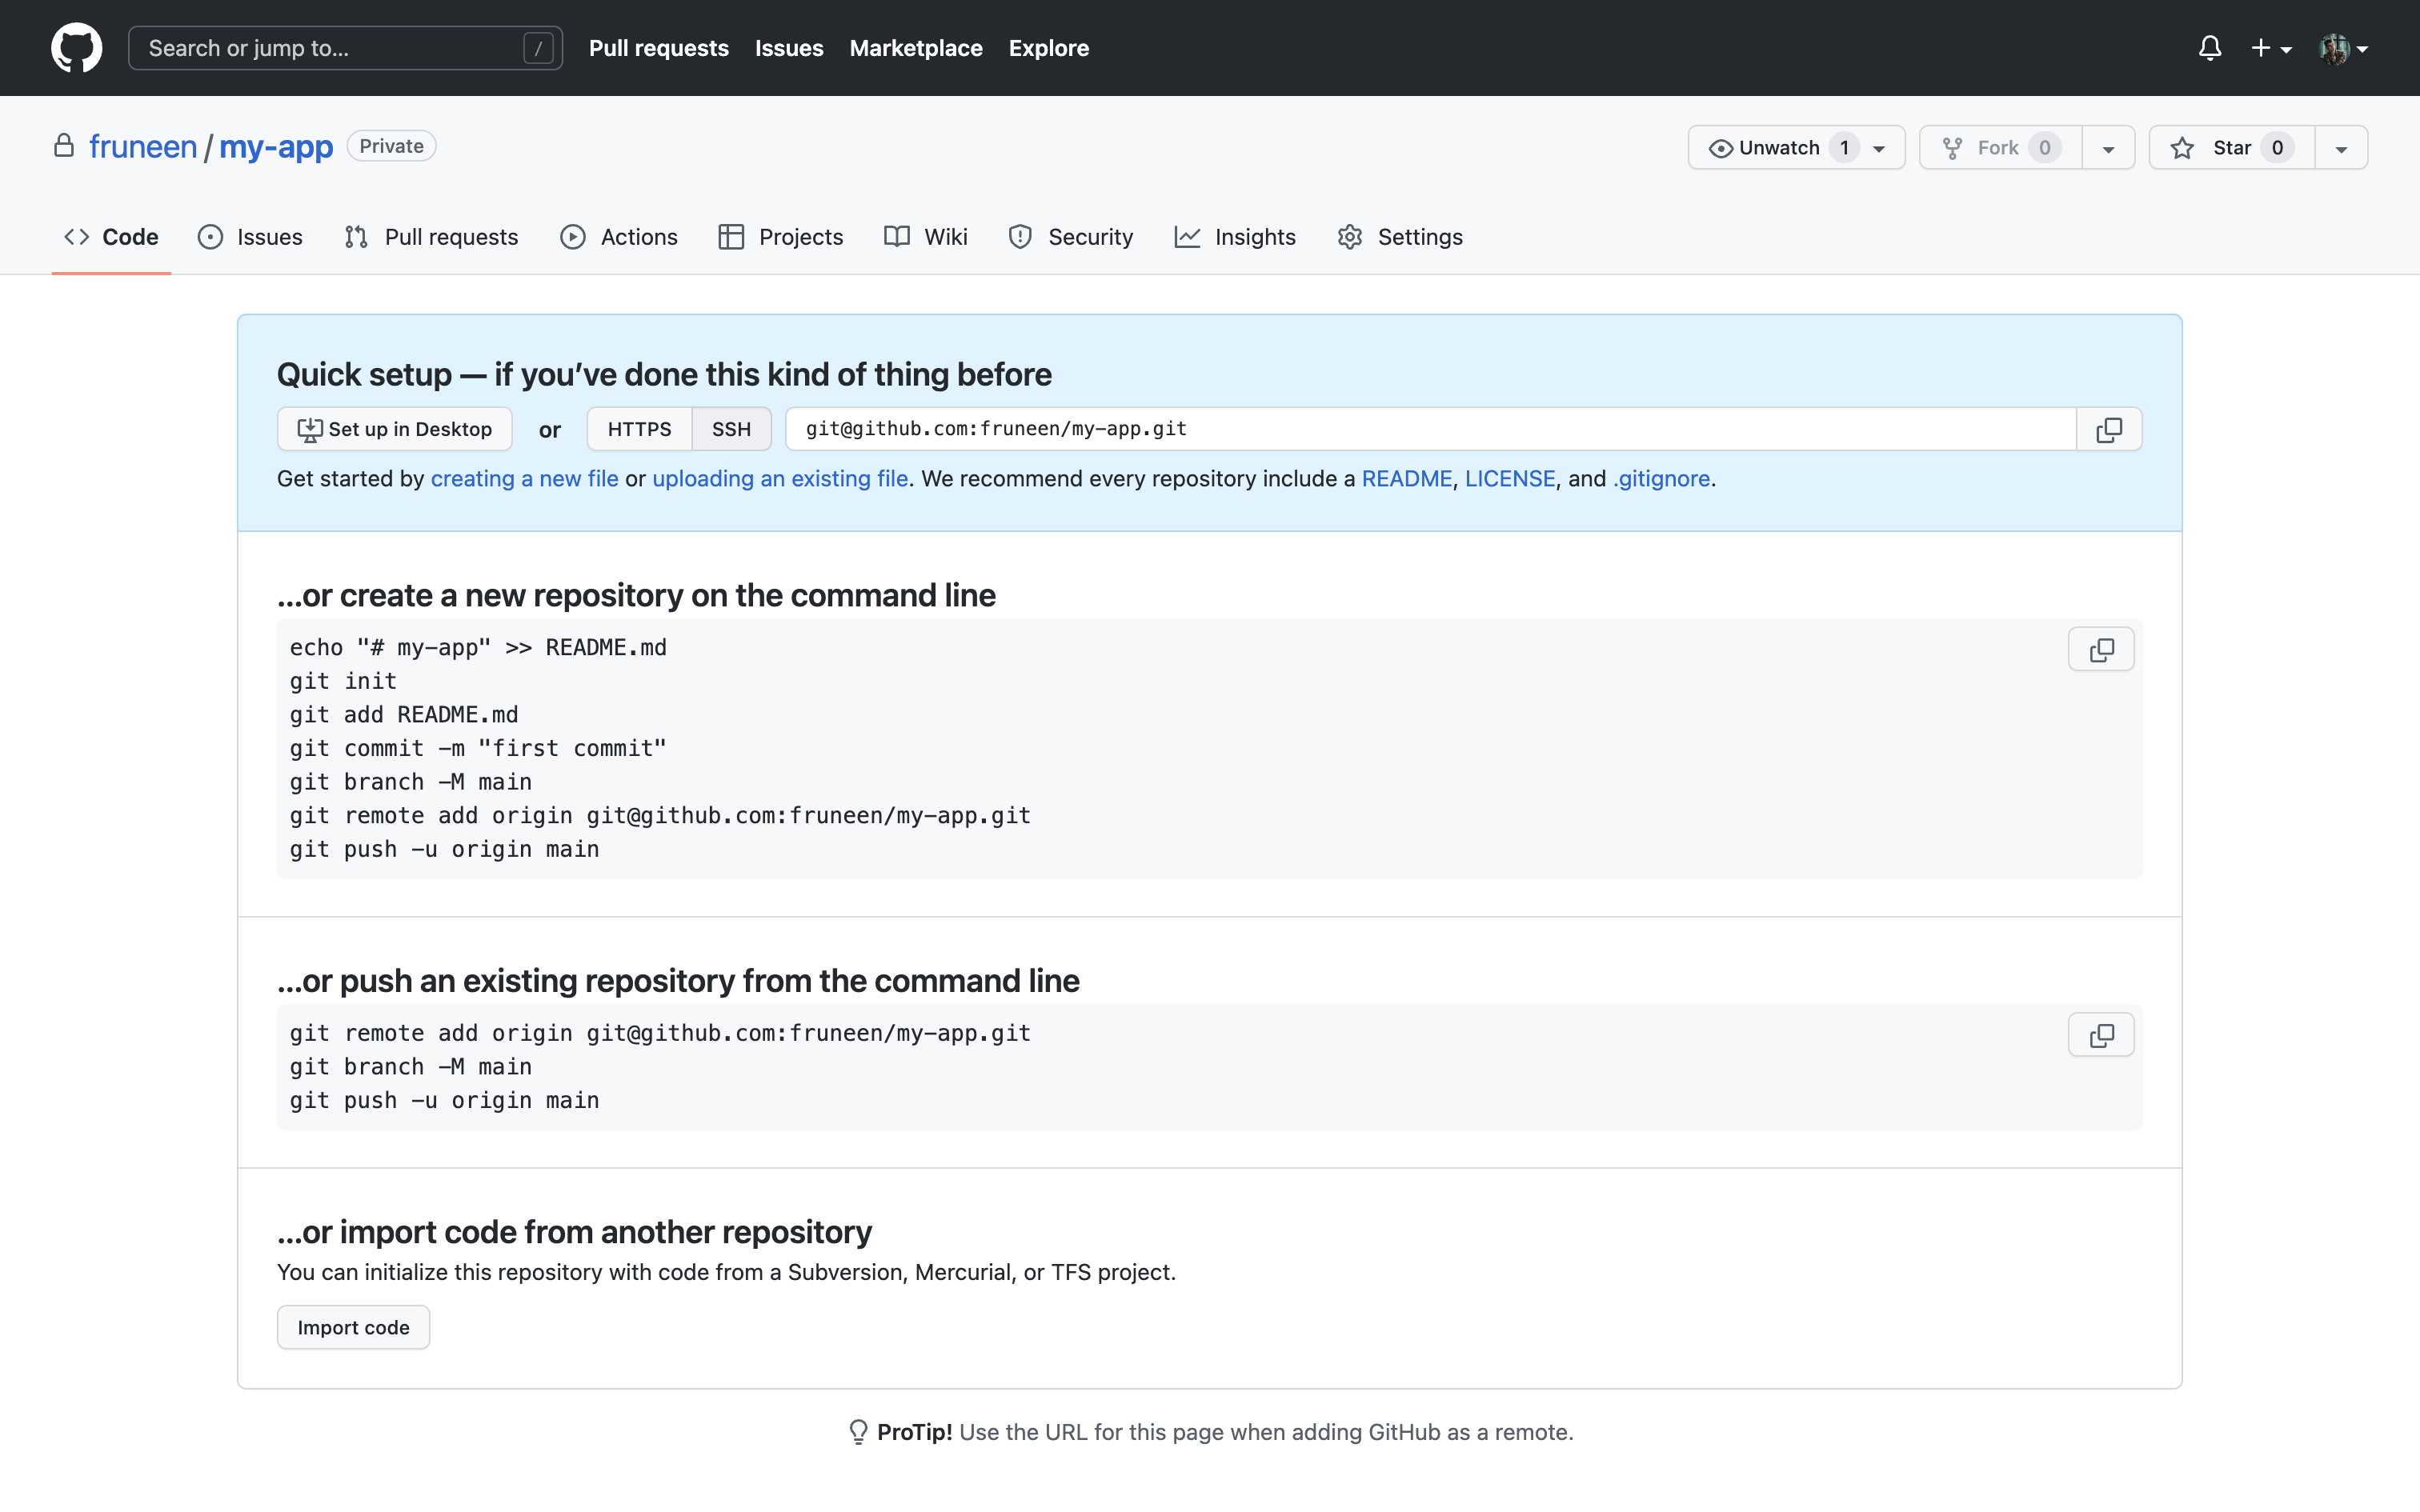 Search or jump to... /
Pull requests Issues Marketplace Explore
fruneen / my-app Private
Unwatch 1 Fork 0 Star 0
Code Issues Pull requests Actions Projects Wiki Security Insights Settings
Quick setup — if you’ve done this kind of thing before
Set up in Desktop or HTTPS SSH git@github.com:fruneen/my-app.git
Get started by creating a new file or uploading an existing file. We recommend every repository include a README, LICENSE, and .gitignore.
…or create a new repository on the command line
echo "# my-app" >> README.md
git init
git add README.md
git commit -m "first commit"
git branch -M main
git remote add origin git@github.com:fruneen/my-app.git
git push -u origin main
…or push an existing repository from the command line
git remote add origin git@github.com:fruneen/my-app.git
git branch -M main
git push -u origin main
…or import code from another repository
You can initialize this repository with code from a Subversion, Mercurial, or TFS project.
Import code
ProTip! Use the URL for this page when adding GitHub as a remote.